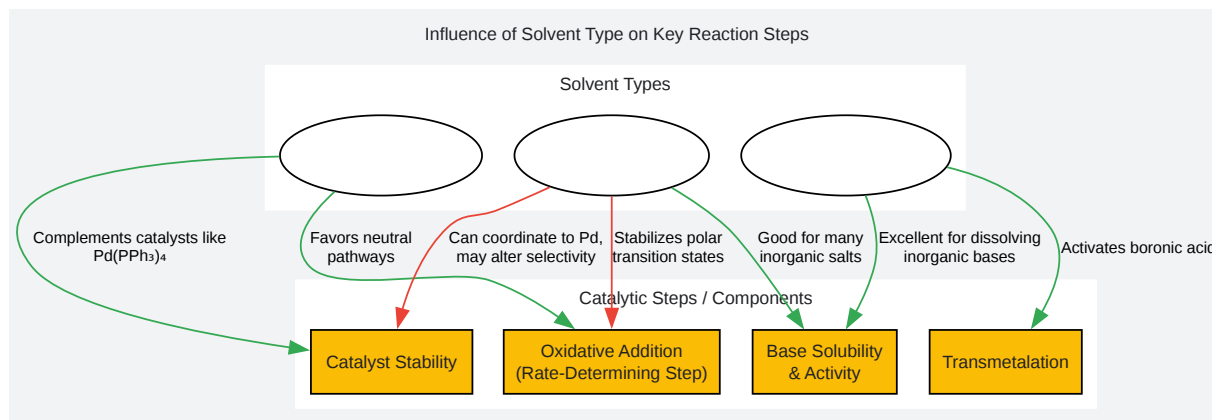 Influence of Solvent Type on Key Reaction Steps
Solvent Types
Complements catalysts like
Pd(PPh₃)₄
Favors neutral
pathways
Can coordinate to Pd,
may alter selectivity
Stabilizes polar
transition states
Good for many
inorganic salts
Excellent for dissolving
inorganic bases
Activates boronic acid
Catalytic Steps / Components
Catalyst Stability
Oxidative Addition
(Rate-Determining Step)
Base Solubility
& Activity
Transmetalation